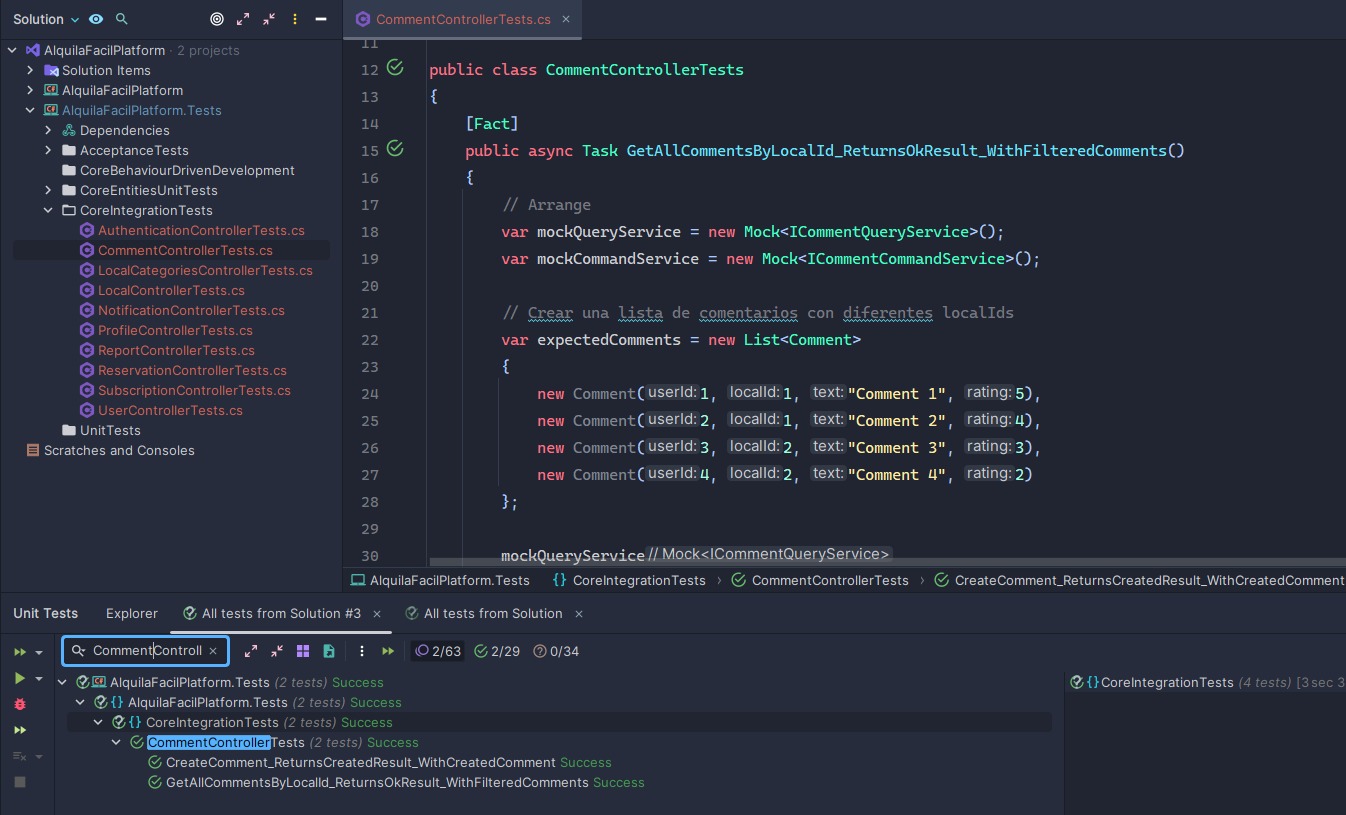 Solution
AlquilaFacilPlatform · 2 projects
Solution Items
AlquilaFacilPlatform
AlquilaFacilPlatform.Tests
Dependencies
AcceptanceTests
CoreBehaviourDrivenDevelopment
CoreEntitiesUnitTests
CoreIntegrationTests
AuthenticationControllerTests.cs
CommentControllerTests.cs
LocalCategoriesControllerTests.cs
LocalControllerTests.cs
NotificationControllerTests.cs
ProfileControllerTests.cs
ReportControllerTests.cs
ReservationControllerTests.cs
SubscriptionControllerTests.cs
UserControllerTests.cs
UnitTests
Scratches and Consoles
CommentControllerTests.cs ×
11
12 public class CommentControllerTests
13 {
14 [Fact]
15 public async Task GetAllCommentsByLocalId_ReturnsOkResult_WithFilteredComments()
16 {
17 // Arrange
18 var mockQueryService = new Mock<ICommentQueryService>();
19 var mockCommandService = new Mock<ICommentCommandService>();
20
21 // Crear una lista de comentarios con diferentes localIds
22 var expectedComments = new List<Comment>
23 {
24 new Comment(userId:1, localId:1, text:"Comment 1", rating:5),
25 new Comment(userId:2, localId:1, text:"Comment 2", rating:4),
26 new Comment(userId:3, localId:2, text:"Comment 3", rating:3),
27 new Comment(userId:4, localId:2, text:"Comment 4", rating:2)
28 };
29
30 mockQueryService // Mock<ICommentQueryService>
AlquilaFacilPlatform.Tests {} CoreIntegrationTests › CommentControllerTests › CreateComment_ReturnsCreatedResult_WithCreatedComment
Unit Tests Explorer All tests from Solution #3 × All tests from Solution ×
CommentControll × 2/63 2/29 0/34
AlquilaFacilPlatform.Tests (2 tests) Success
{} AlquilaFacilPlatform.Tests (2 tests) Success
{} CoreIntegrationTests (2 tests) Success
CommentControllerTests (2 tests) Success
CreateComment_ReturnsCreatedResult_WithCreatedComment Success
GetAllCommentsByLocalId_ReturnsOkResult_WithFilteredComments Success
{} CoreIntegrationTests (4 tests) [3 sec 3